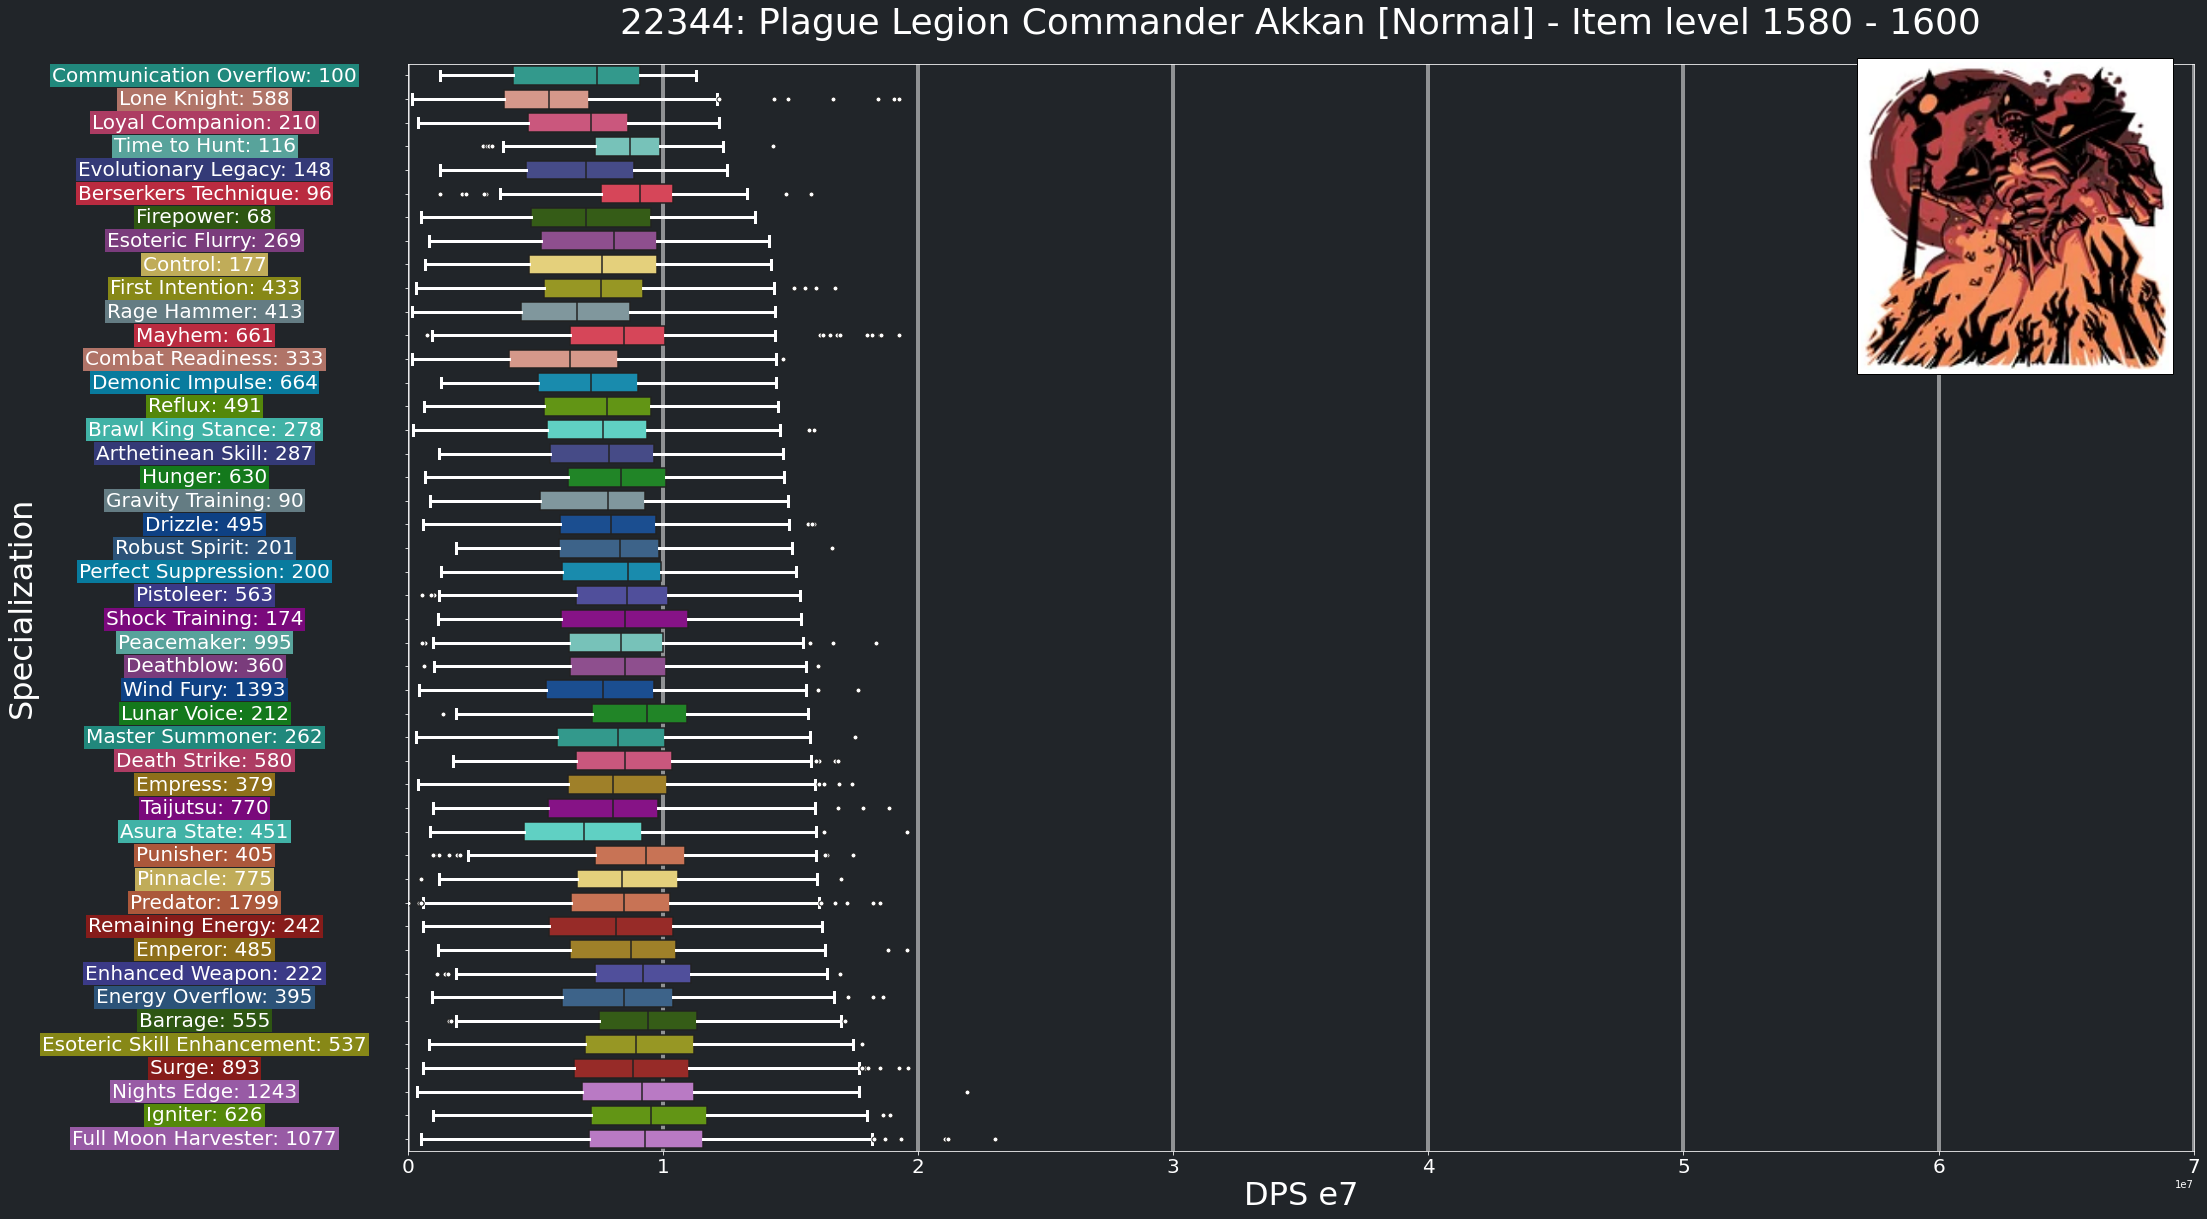 22344: Plague Legion Commander Akkan [Normal] - Item level 1580 - 1600
Specialization
Communication Overflow: 100
Lone Knight: 588
Loyal Companion: 210
Time to Hunt: 116
Evolutionary Legacy: 148
Berserkers Technique: 96
Firepower: 68
Esoteric Flurry: 269
Control: 177
First Intention: 433
Rage Hammer: 413
Mayhem: 661
Combat Readiness: 333
Demonic Impulse: 664
Reflux: 491
Brawl King Stance: 278
Arthetinean Skill: 287
Hunger: 630
Gravity Training: 90
Drizzle: 495
Robust Spirit: 201
Perfect Suppression: 200
Pistoleer: 563
Shock Training: 174
Peacemaker: 995
Deathblow: 360
Wind Fury: 1393
Lunar Voice: 212
Master Summoner: 262
Death Strike: 580
Empress: 379
Taijutsu: 770
Asura State: 451
Punisher: 405
Pinnacle: 775
Predator: 1799
Remaining Energy: 242
Emperor: 485
Enhanced Weapon: 222
Energy Overflow: 395
Barrage: 555
Esoteric Skill Enhancement: 537
Surge: 893
Nights Edge: 1243
Igniter: 626
Full Moon Harvester: 1077
0 1 2 3 4 5 6 7
DPS e7
1e7